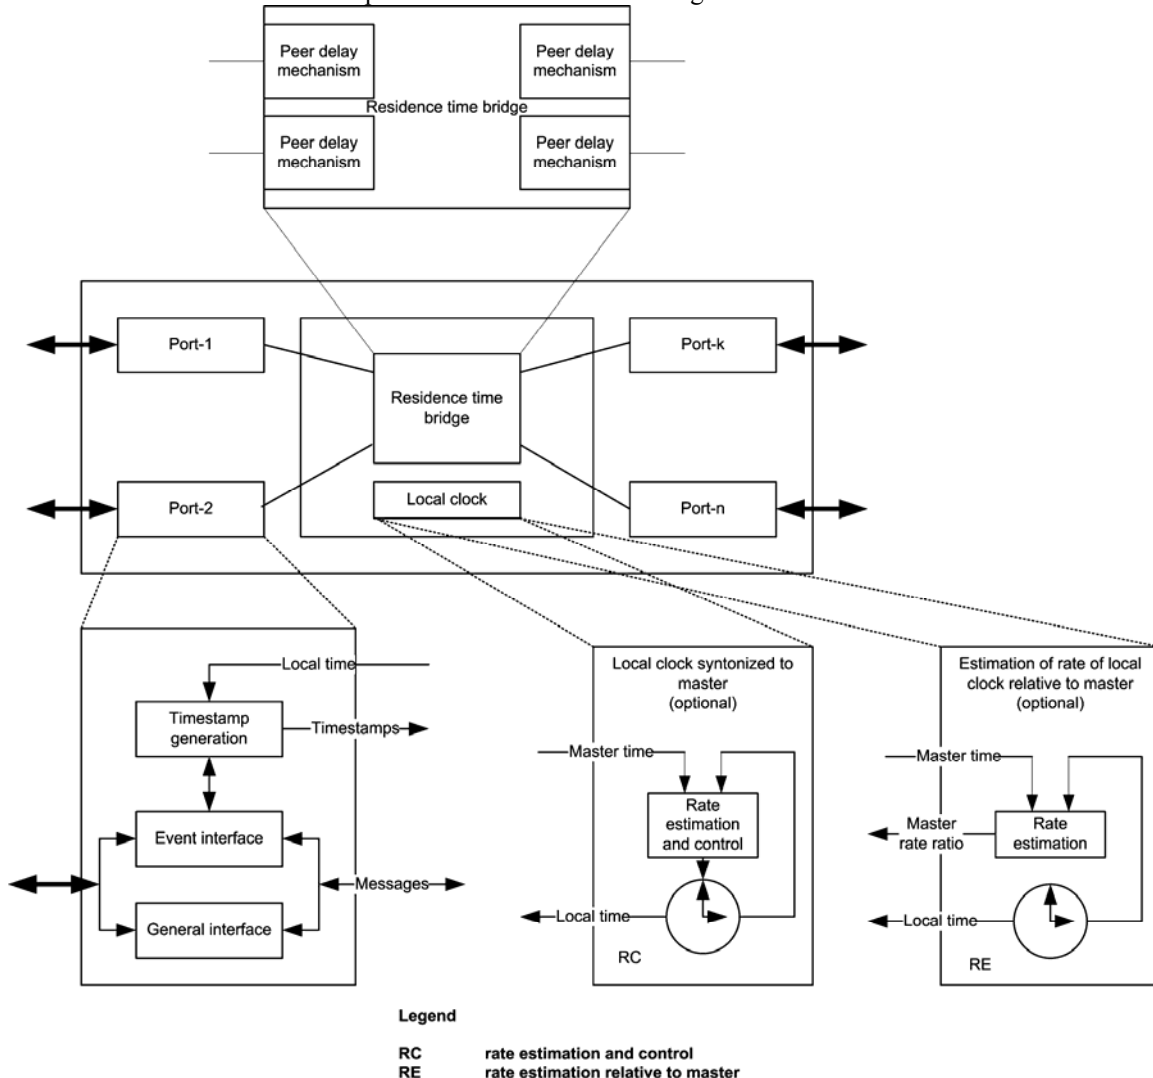 Peer delay
mechanism
Peer delay
mechanism
Residence time bridge
Peer delay
mechanism
Peer delay
mechanism
Port-1
Port-k
Residence time
bridge
Port-2
Local clock
Port-n
Local time
Timestamp
generation
Timestamps
Event interface
Messages
General interface
Local clock syntonized to
master
(optional)
Master time
Rate
estimation
and control
Local time
RC
Estimation of rate of local
clock relative to master
(optional)
Master time
Master
rate ratio
Rate
estimation
Local time
RE
Legend
RC rate estimation and control
RE rate estimation relative to master